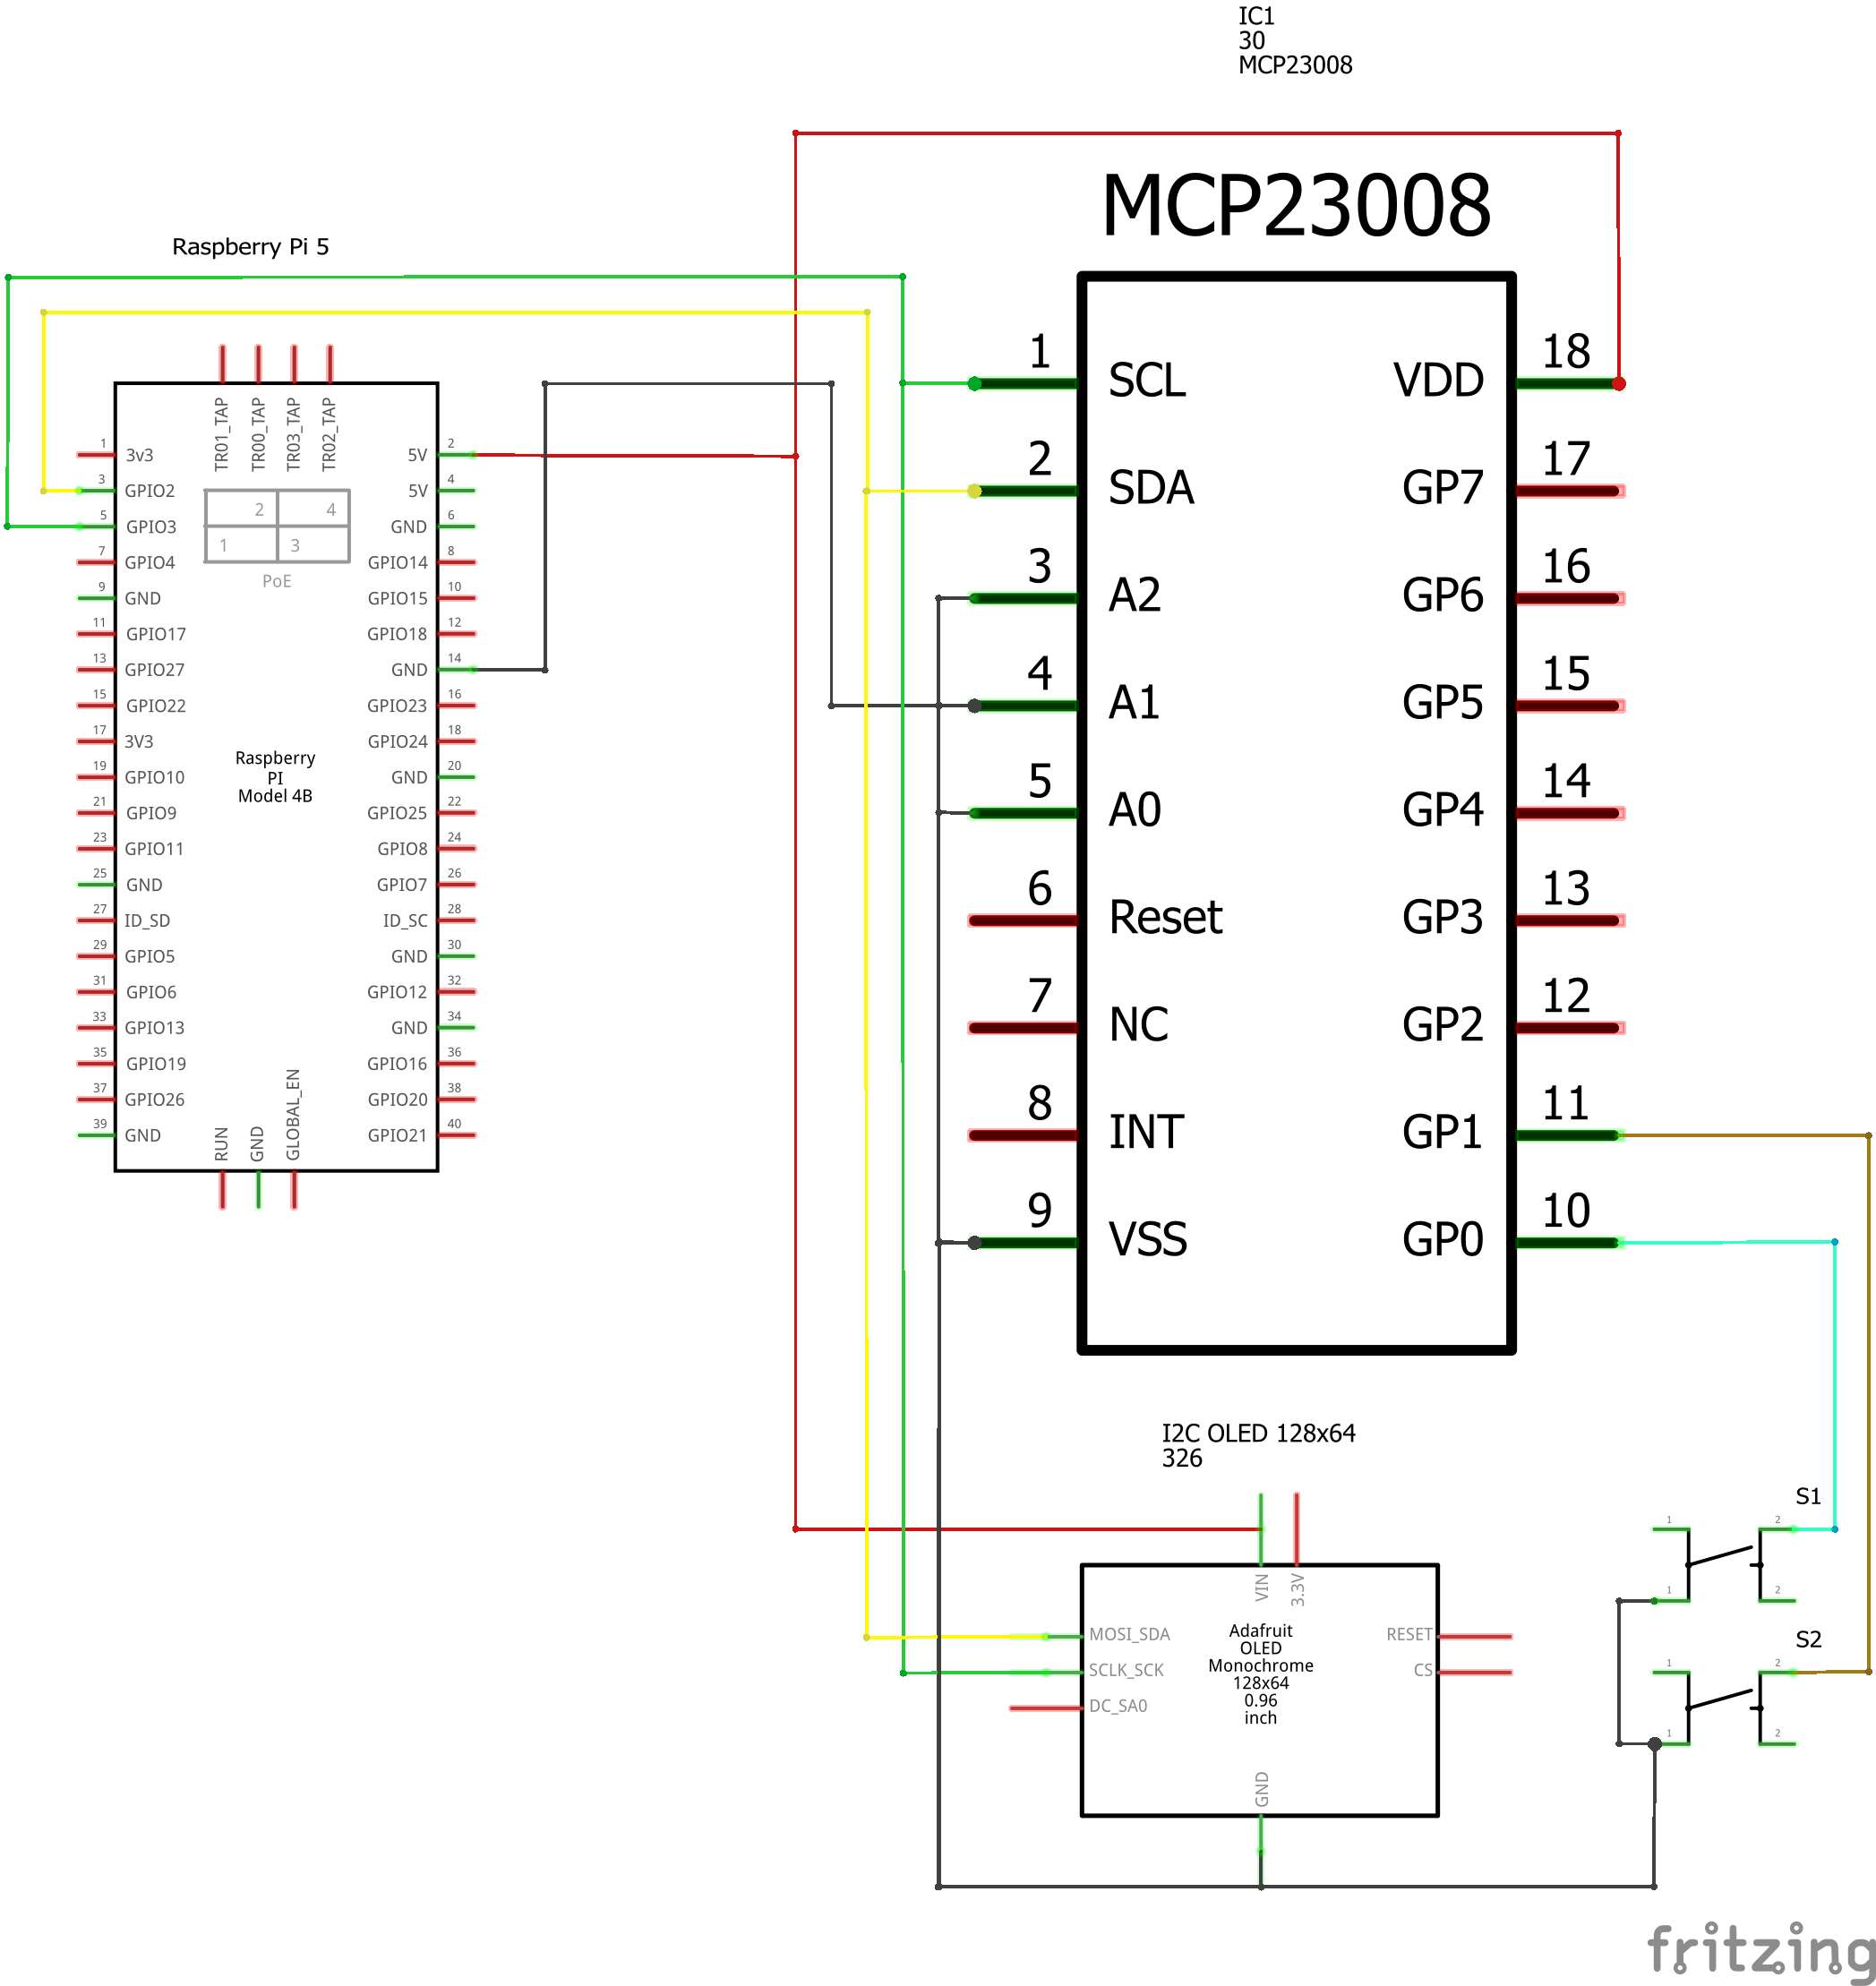 IC1
30
MCP23008
MCP23008
Raspberry Pi 5
TR01_TAP
TR00_TAP
TR03_TAP
TR02_TAP
1 3v3
3 GPIO2
5 GPIO3
7 GPIO4
9 GND
11 GPIO17
13 GPIO27
15 GPIO22
17 3V3
19 GPIO10
21 GPIO9
23 GPIO11
25 GND
27 ID_SD
29 GPIO5
31 GPIO6
33 GPIO13
35 GPIO19
37 GPIO26
39 GND
2 4
1 3
PoE
Raspberry
PI
Model 4B
5V 2
5V 4
GND 6
GPIO14 8
GPIO15 10
GPIO18 12
GND 14
GPIO23 16
GPIO24 18
GND 20
GPIO25 22
GPIO8 24
GPIO7 26
ID_SC 28
GND 30
GPIO12 32
GND 34
GPIO16 36
GPIO20 38
GPIO21 40
RUN
GND
GLOBAL_EN
1 SCL
2 SDA
3 A2
4 A1
5 A0
6 Reset
7 NC
8 INT
9 VSS
VDD 18
GP7 17
GP6 16
GP5 15
GP4 14
GP3 13
GP2 12
GP1 11
GP0 10
I2C OLED 128x64
326
VIN
3.3V
MOSI_SDA
SCLK_SCK
DC_SA0
Adafruit
OLED
Monochrome
128x64
0.96
inch
RESET
CS
GND
S1
1 2
1 2
S2
1 2
1 2
fritzing